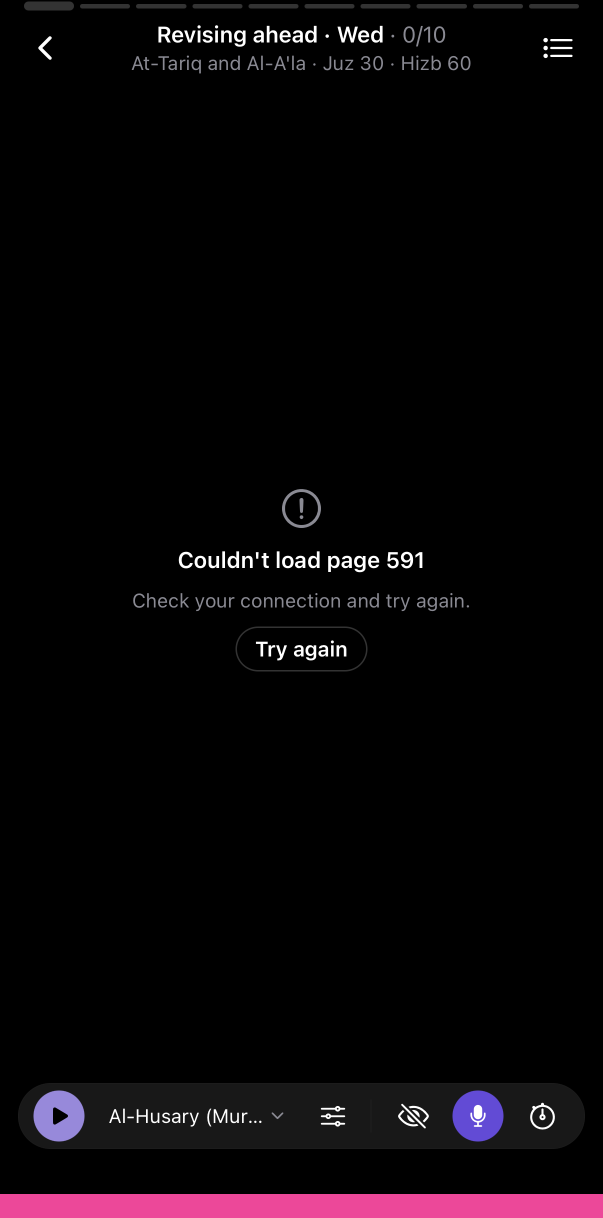 Revising ahead · Wed · 0/10
At-Tariq and Al-A'la · Juz 30 · Hizb 60
Couldn't load page 591
Check your connection and try again.
Try again
Al-Husary (Mur...